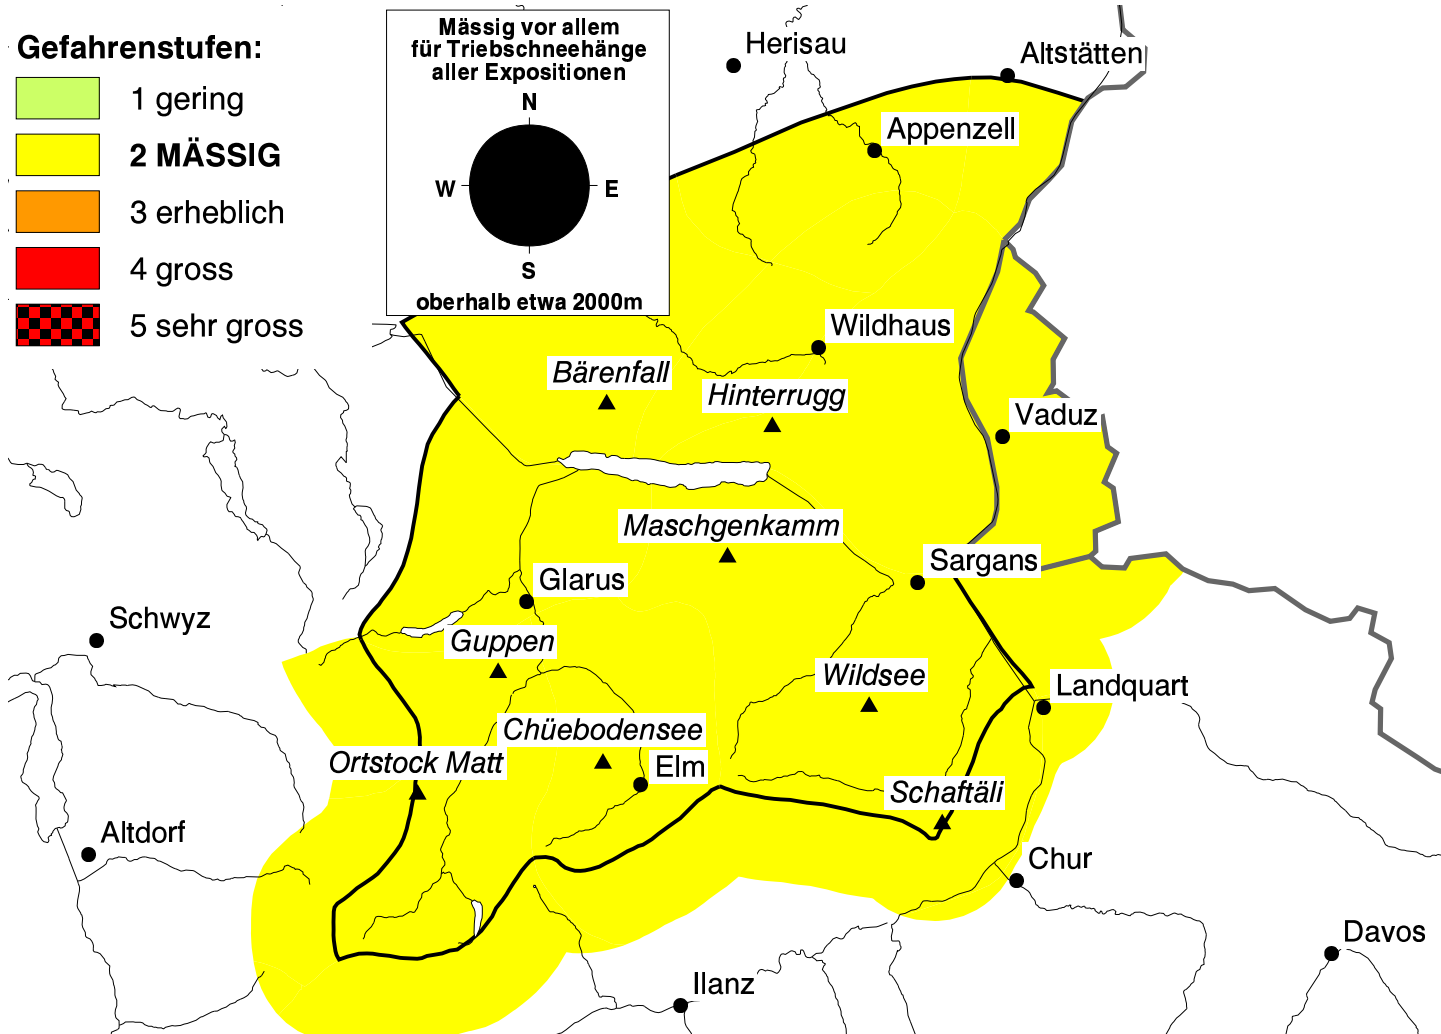 Gefahrenstufen:
1 gering
2 MÄSSIG
3 erheblich
4 gross
5 sehr gross
Mässig vor allem
für Triebschneehänge
aller Expositionen
N
W
E
S
oberhalb etwa 2000m
Herisau
Altstätten
Appenzell
Wildhaus
Bärenfall
Hinterrugg
Vaduz
Maschgenkamm
Sargans
Glarus
Schwyz
Guppen
Wildsee
Landquart
Chüebodensee
Ortstock Matt
Elm
Schaftäli
Altdorf
Chur
Davos
Ilanz